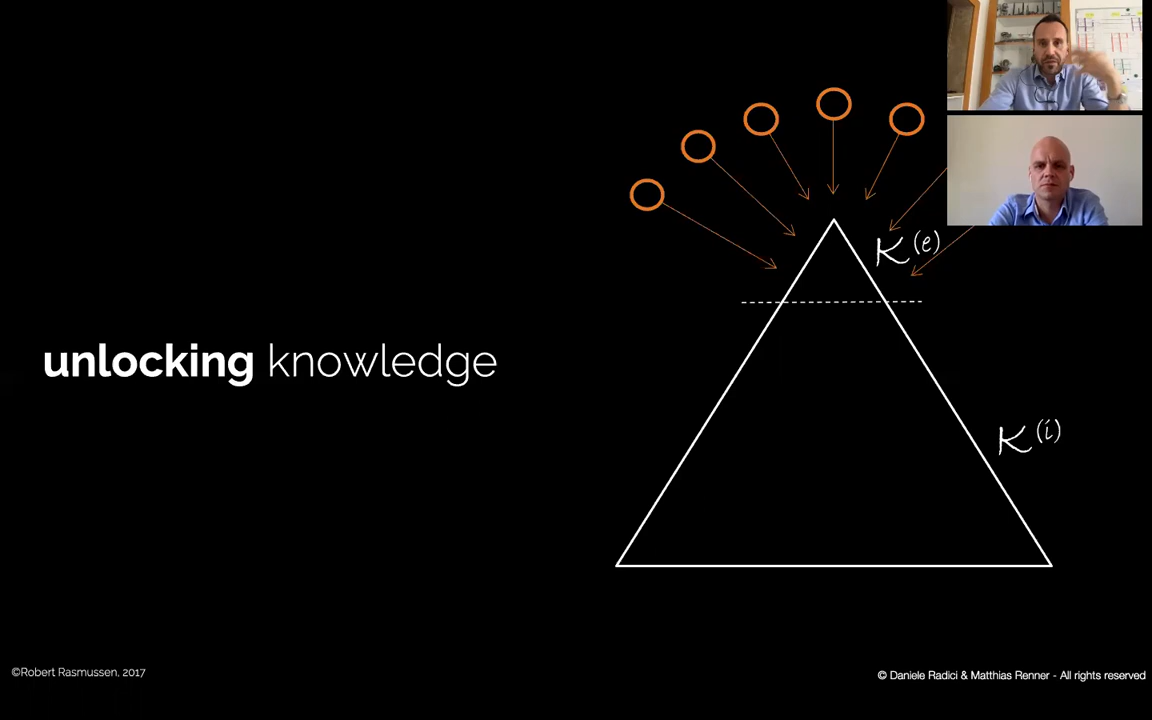 K(e)
unlocking knowledge
K(i)
©Robert Rasmussen, 2017
© Daniele Radici & Matthias Renner - All rights reserved